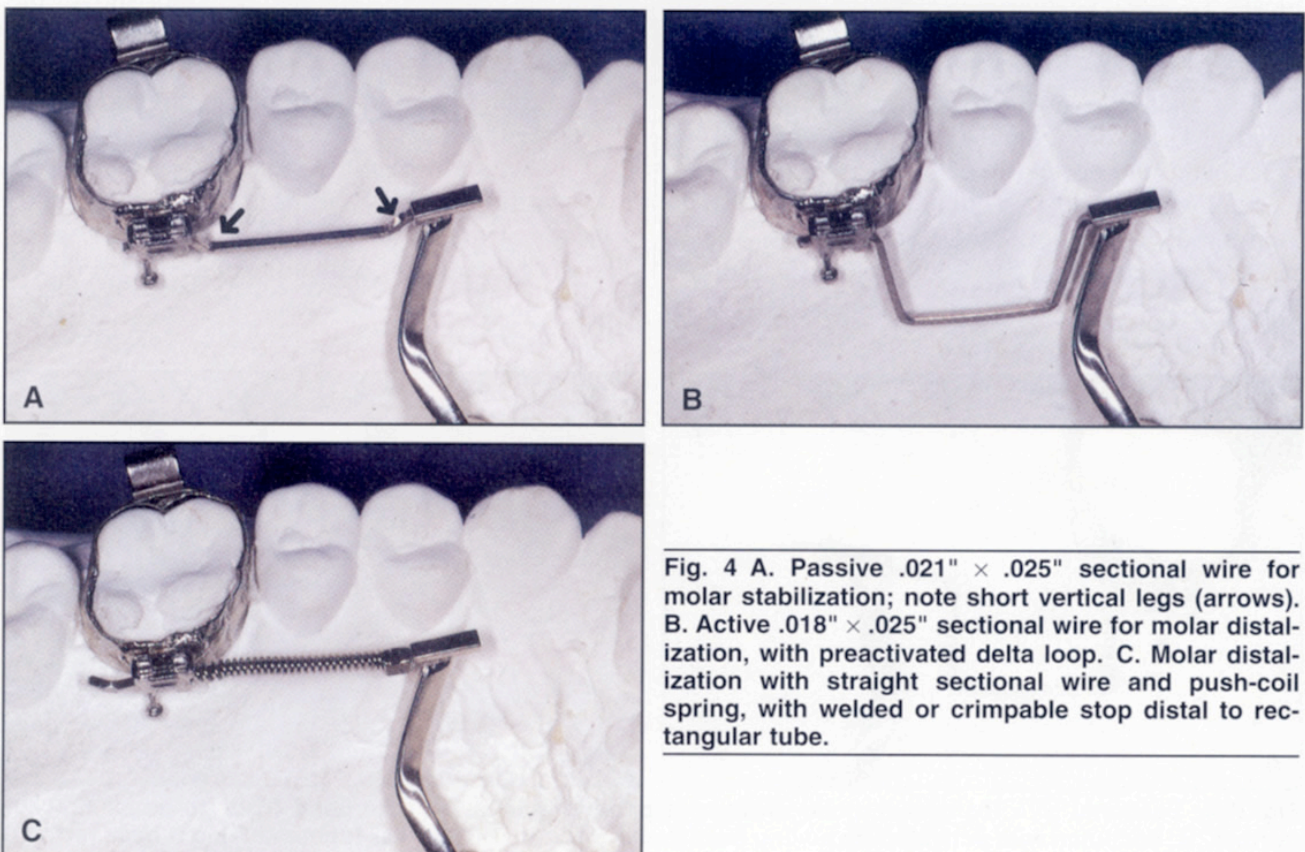 A
B
C
Fig. 4 A. Passive .021" × .025" sectional wire for
molar stabilization; note short vertical legs (arrows).
B. Active .018" × .025" sectional wire for molar distal-
ization, with preactivated delta loop. C. Molar distal-
ization with straight sectional wire and push-coil
spring, with welded or crimpable stop distal to rec-
tangular tube.